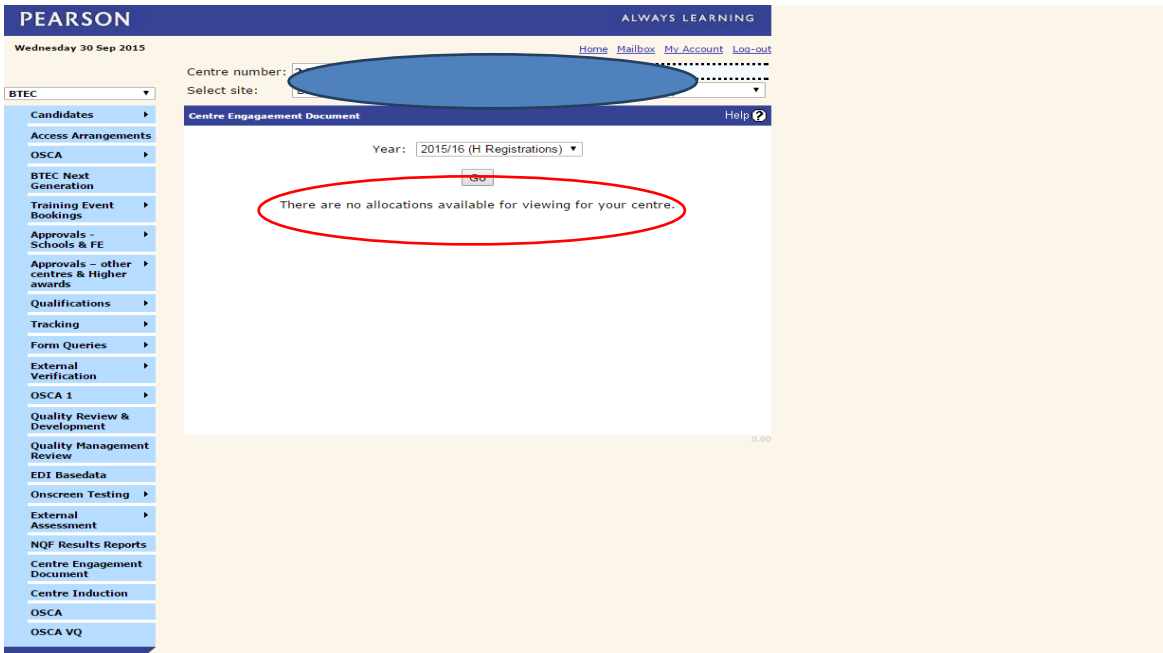 PEARSON
ALWAYS LEARNING
Wednesday 30 Sep 2015
Home Mailbox My Account Log-out
Centre number:
Select site:
BTEC
Candidates
Access Arrangements
OSCA
BTEC Next
Generation
Training Event
Bookings
Approvals -
Schools & FE
Approvals – other
centres & Higher
awards
Qualifications
Tracking
Form Queries
External
Verification
OSCA 1
Quality Review &
Development
Quality Management
Review
EDI Basedata
Onscreen Testing
External
Assessment
NQF Results Reports
Centre Engagement
Document
Centre Induction
OSCA
OSCA VQ
Centre Engagaement Document
Help ?
Year: 2015/16 (H Registrations)
Go
There are no allocations available for viewing for your centre.
0.00